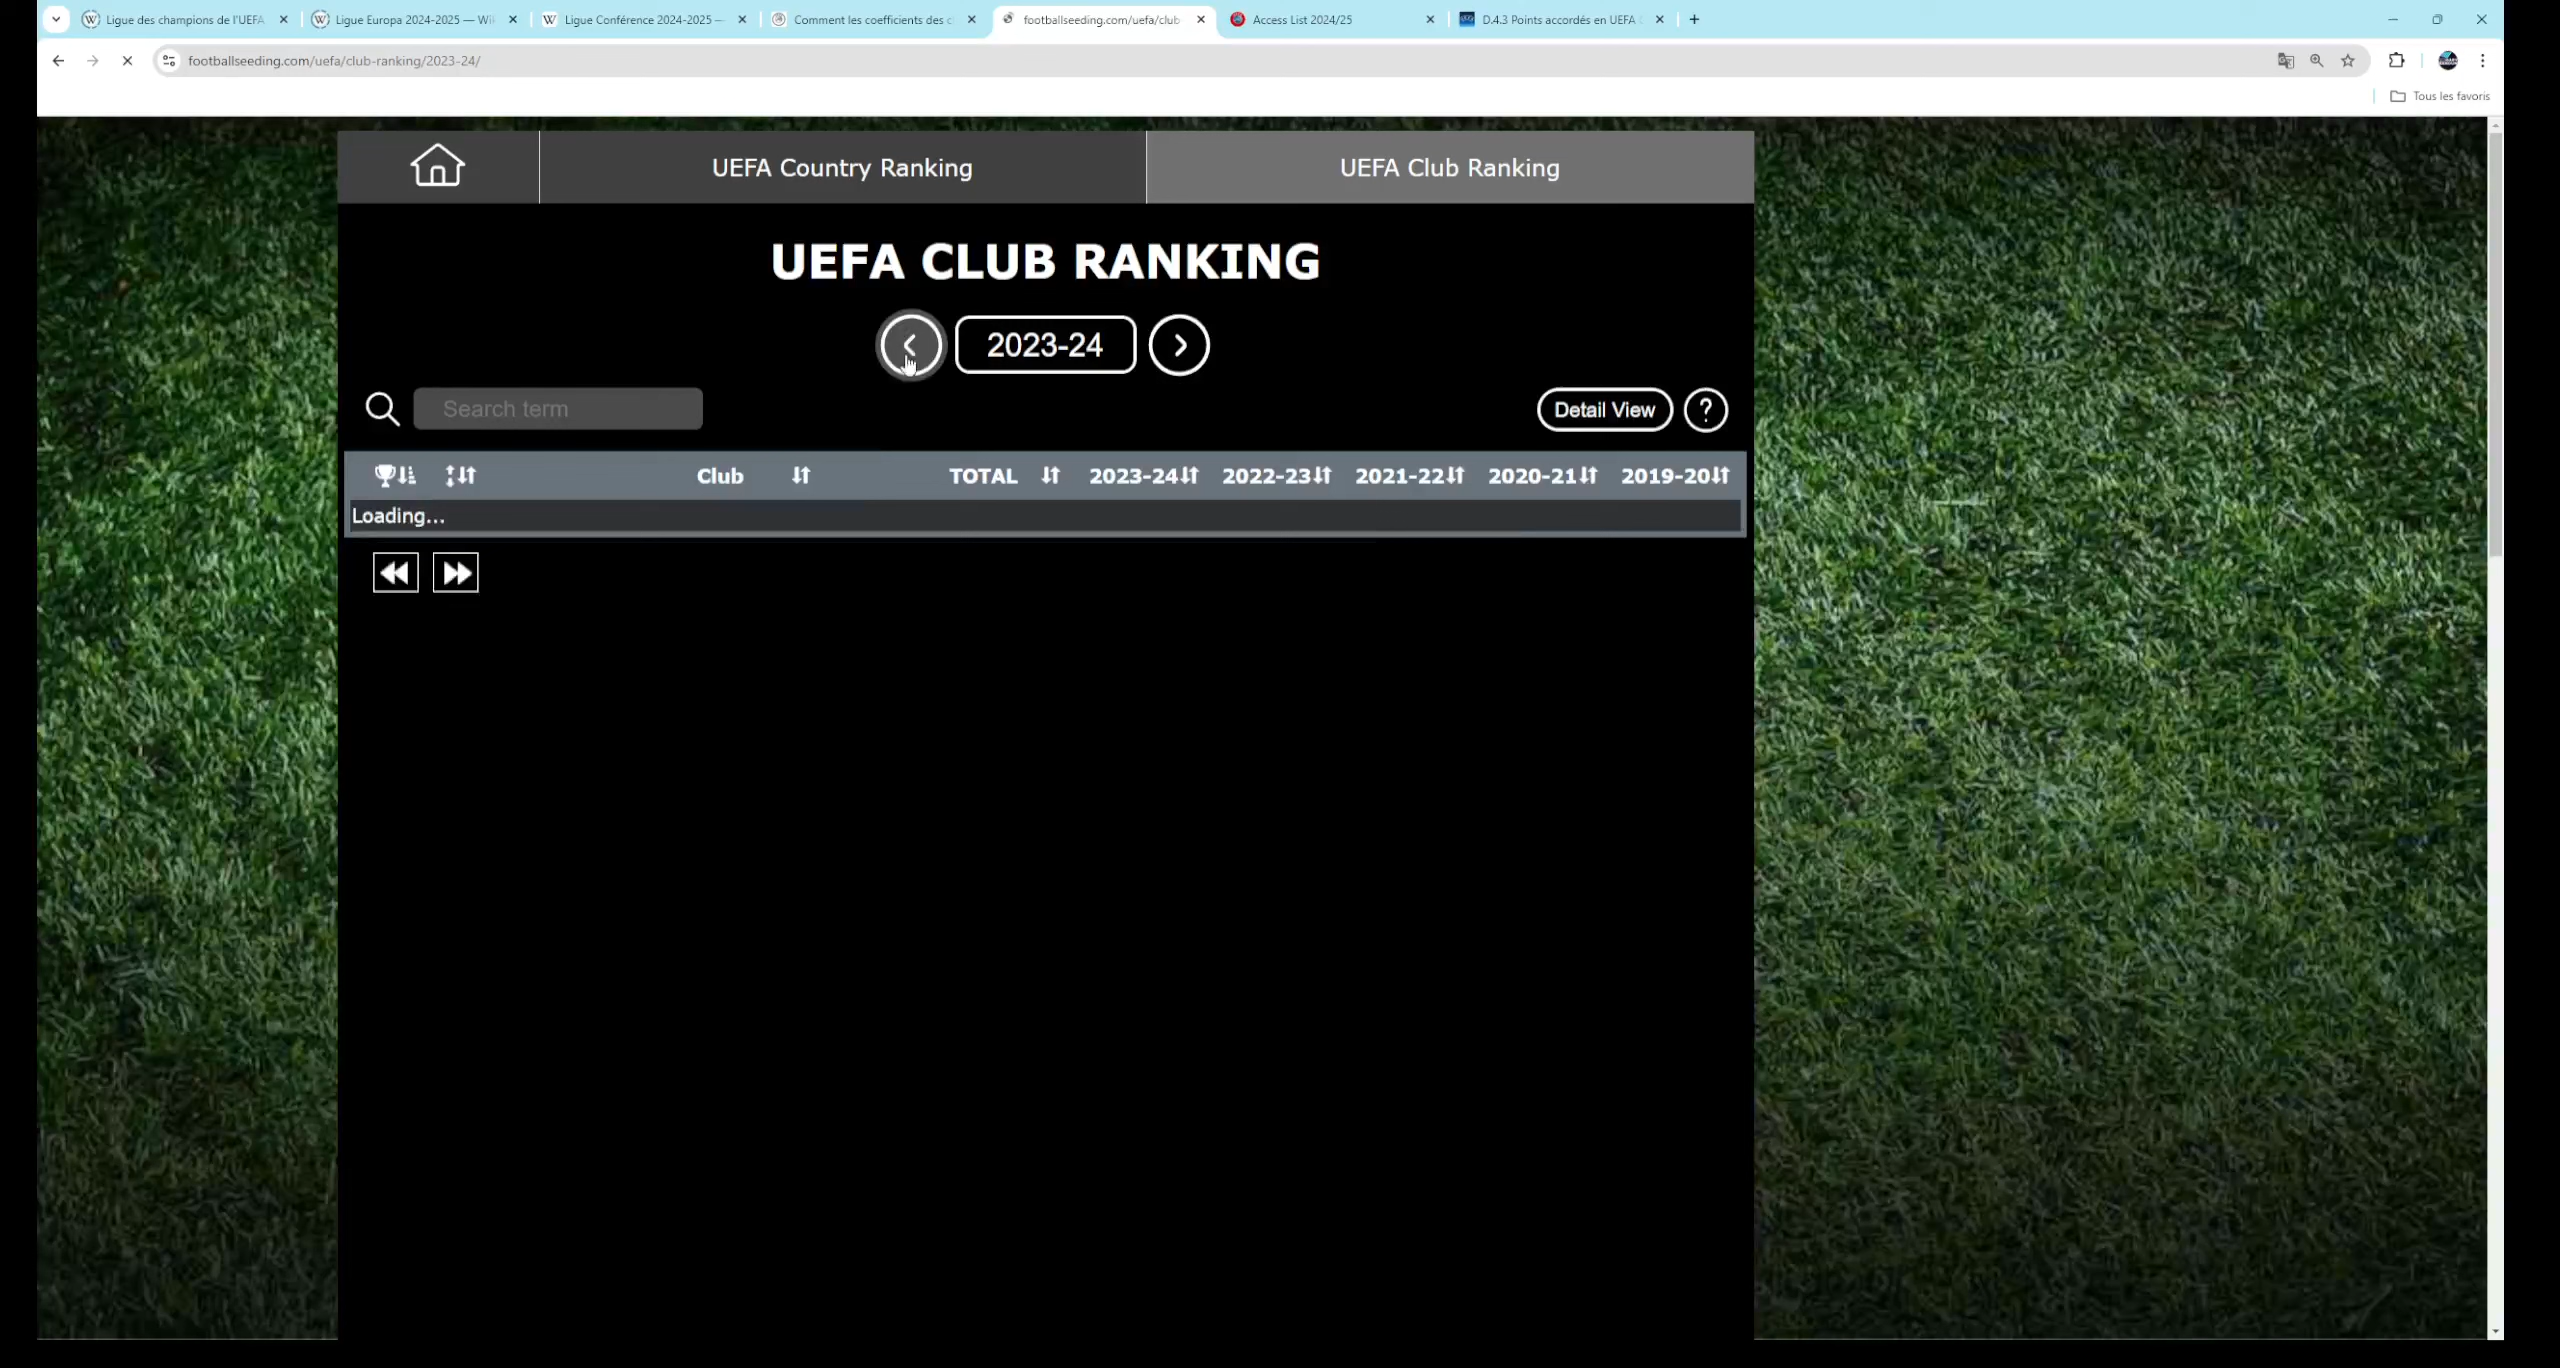 Ligue des champions de l'UEFA
Ligue Europa 2024-2025 — Wi
Ligue Conférence 2024-2025 —
Comment les coefficients des c
footballseeding.com/uefa/club
Access List 2024/25
D.4.3 Points accordés en UEFA
footballseeding.com/uefa/club-ranking/2023-24/
Tous les favoris
UEFA Country Ranking
UEFA Club Ranking
UEFA CLUB RANKING
2023-24
Search term
Detail View
?
Club TOTAL 2023-24 2022-23 2021-22 2020-21 2019-20
Loading...